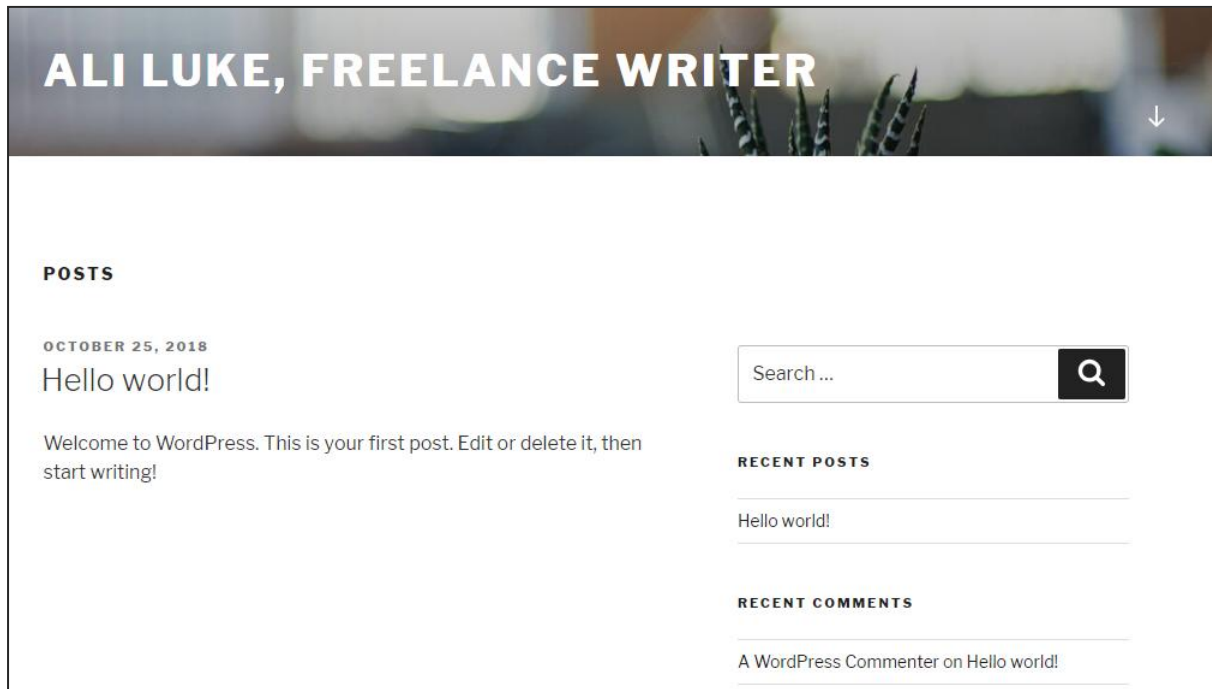 ALI LUKE, FREELANCE WRITER
POSTS
OCTOBER 25, 2018
Hello world!
Welcome to WordPress. This is your first post. Edit or delete it, then
start writing!
Search ...
RECENT POSTS
Hello world!
RECENT COMMENTS
A WordPress Commenter on Hello world!